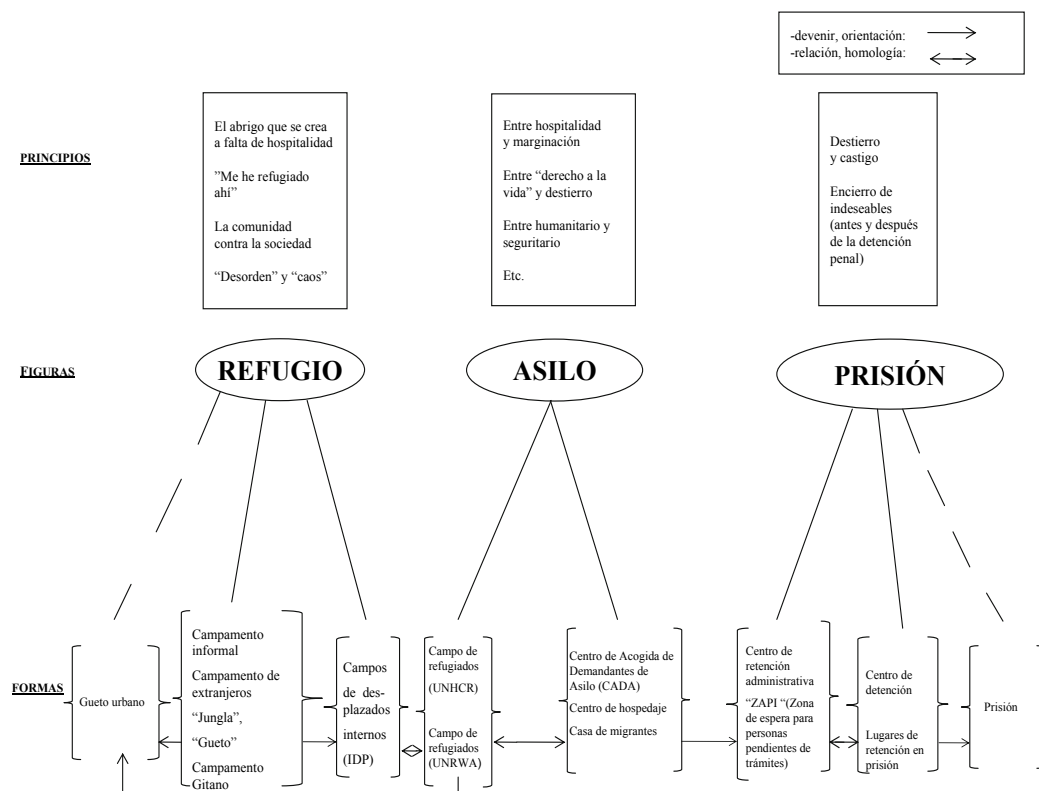 -devenir, orientación:
-relación, homología:
PRINCIPIOS
El abrigo que se crea
a falta de hospitalidad
”Me he refugiado
ahí”
La comunidad
contra la sociedad
“Desorden” y “caos”
Entre hospitalidad
y marginación
Entre “derecho a la
vida” y destierro
Entre humanitario y
seguritario
Etc.
Destierro
y castigo
Encierro de
indeseables
(antes y después
de la detención
penal)
FIGURAS
REFUGIO
ASILO
PRISIÓN
FORMAS
Gueto urbano
Campamento
informal
Campamento de
extranjeros
“Jungla”,
“Gueto”
Campamento
Gitano
Campos
de des-
plazados
internos
(IDP)
Campo de
refugiados
(UNHCR)
Campo de
refugiados
(UNRWA)
Centro de Acogida de
Demandantes de
Asilo (CADA)
Centro de hospedaje
Casa de migrantes
Centro de
retención
administrativa
“ZAPI “(Zona
de espera para
personas
pendientes de
trámites)
Centro de
detención
Lugares de
retención en
prisión
Prisión